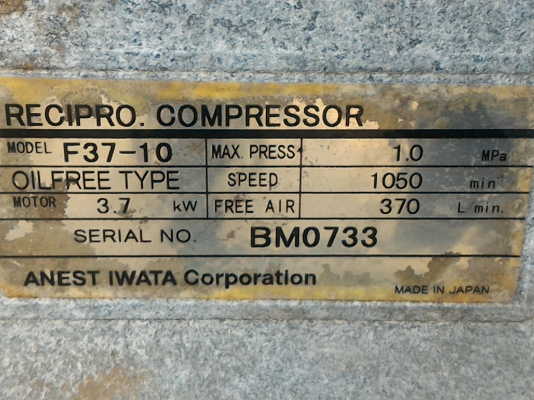 RECIPRO. COMPRESSOR
MODEL F37-10 MAX. PRESS 1.0 MPa
OILFREE TYPE SPEED 1050 min
MOTOR 3.7 kW FREE AIR 370 L min.
SERIAL NO. BM0733
ANEST IWATA Corporation
MADE IN JAPAN